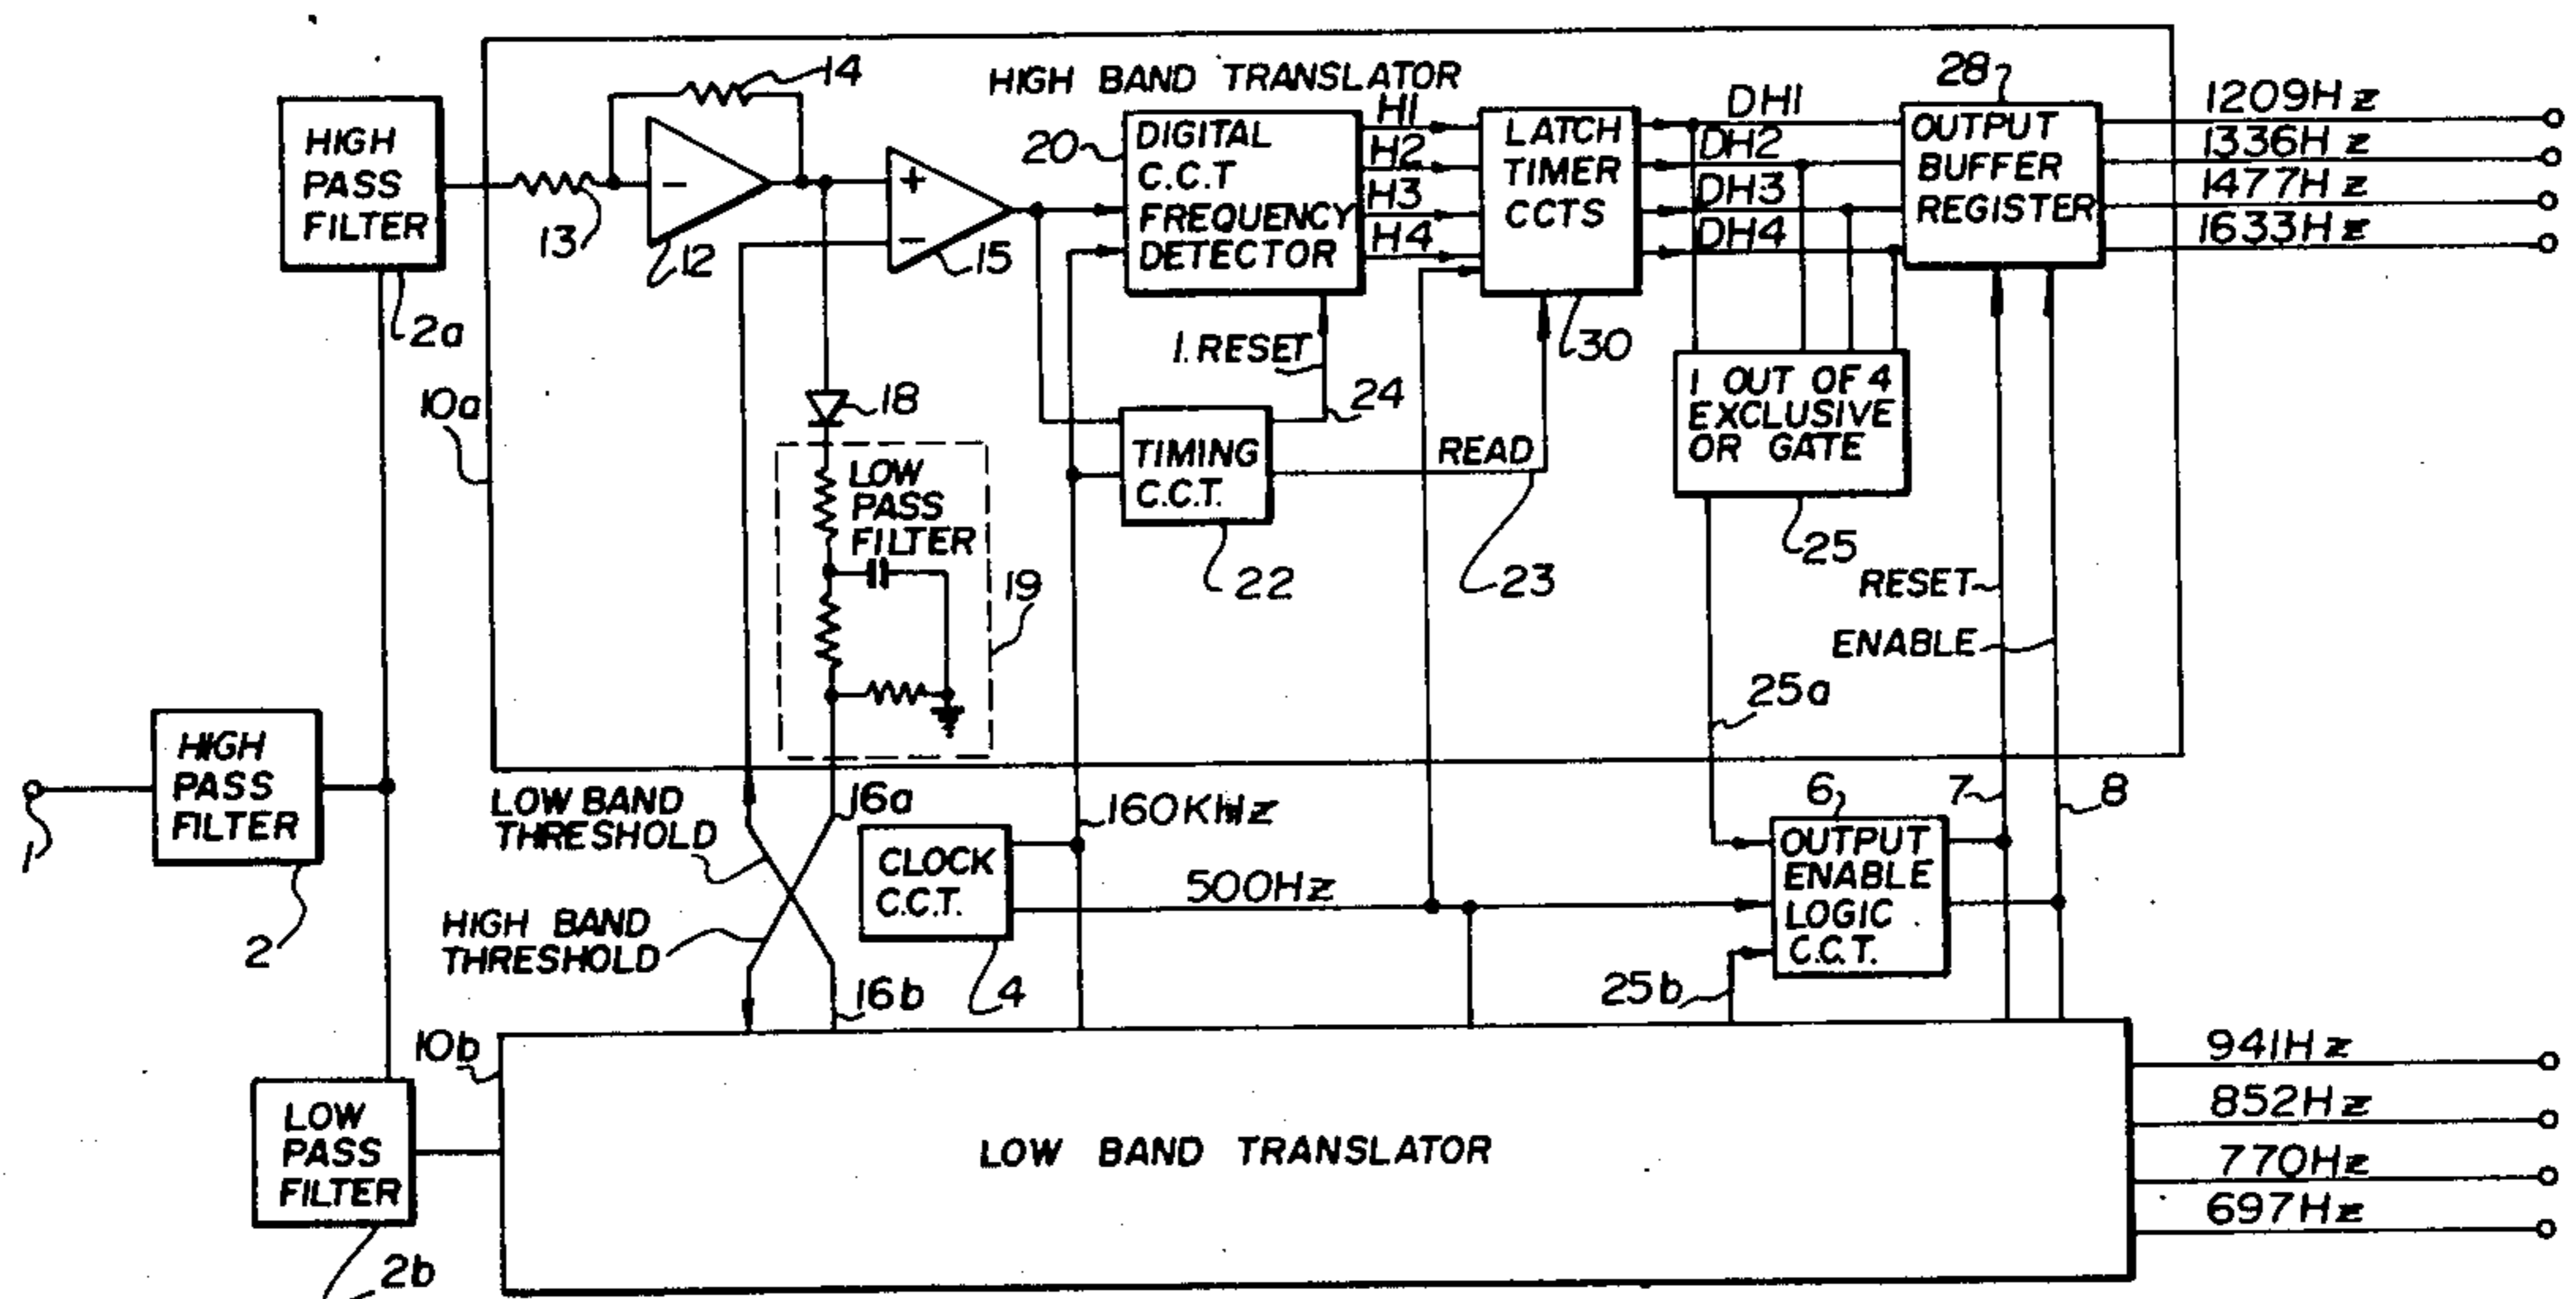 14
HIGH BAND TRANSLATOR
28
1209Hz
1336Hz
1477Hz
1633Hz
HIGH
PASS
FILTER
2a
13
12
+
-
-
15
20
DIGITAL
C.C.T
FREQUENCY
DETECTOR
H1
H2
H3
H4
LATCH
TIMER
CCTS
30
DH1
DH2
DH3
DH4
OUTPUT
BUFFER
REGISTER
1. RESET
24
10a
18
1 OUT OF 4
EXCLUSIVE
OR GATE
25
TIMING
C.C.T.
22
READ
23
LOW
PASS
FILTER
19
RESET
ENABLE
25a
1
HIGH
PASS
FILTER
2
LOW BAND
THRESHOLD
16a
160KHz
6
7
8
CLOCK
C.C.T.
4
500Hz
OUTPUT
ENABLE
LOGIC
C.C.T.
HIGH BAND
THRESHOLD
16b
25b
10b
LOW
PASS
FILTER
2b
LOW BAND TRANSLATOR
941Hz
852Hz
770Hz
697Hz